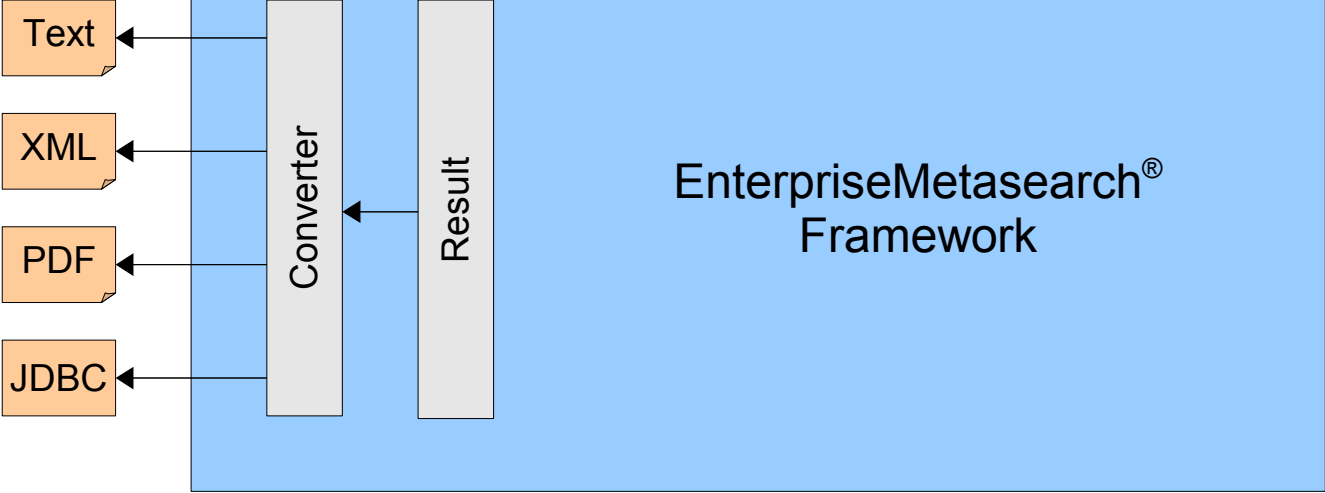 Text
XML
PDF
JDBC
Converter
Result
EnterpriseMetasearch®
Framework